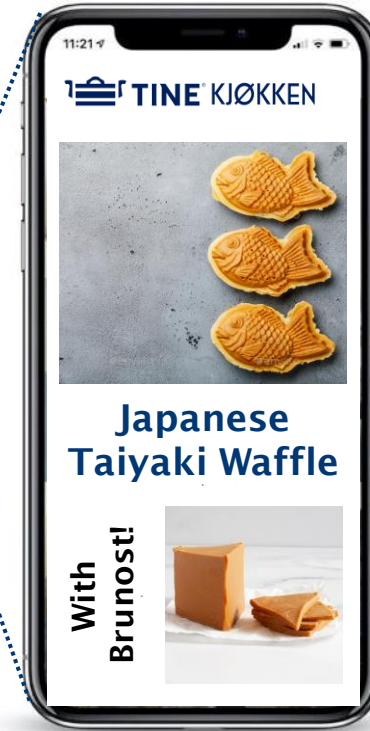 11:21
TINE® KJØKKEN
Japanese
Taiyaki Waffle
With
Brunost!